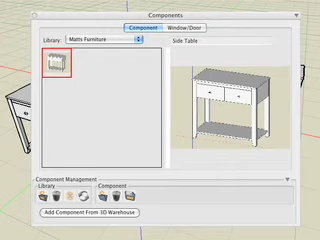 Components
Component Window/Door
Library: Matts Furniture Side Table
Component Management
Library Component
Add Component From 3D Warehouse